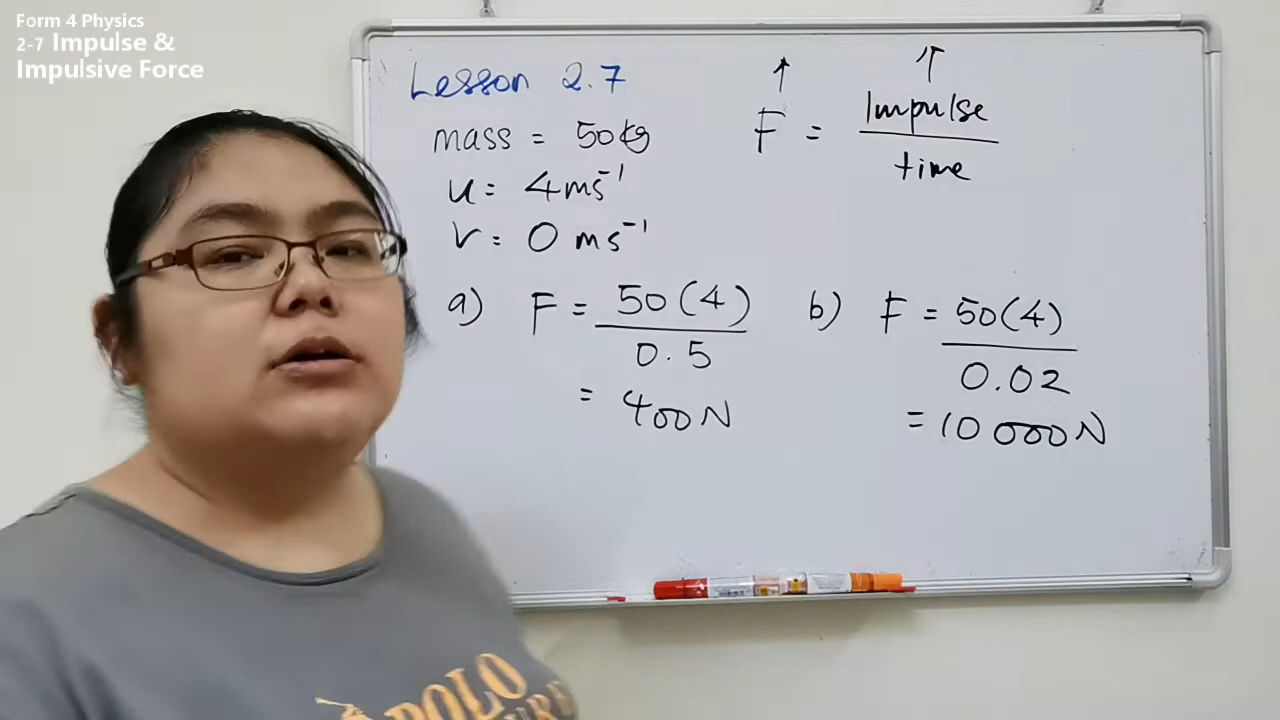 Form 4 Physics
2-7 Impulse &
Impulsive Force
Lesson 2.7
mass = 50kg
u = 4ms⁻¹
v = 0 ms⁻¹
↑ ↑
F = Impulse
time
a) F = 50(4)
0.5
= 400N
b) F = 50(4)
0.02
= 10 000N
POLO